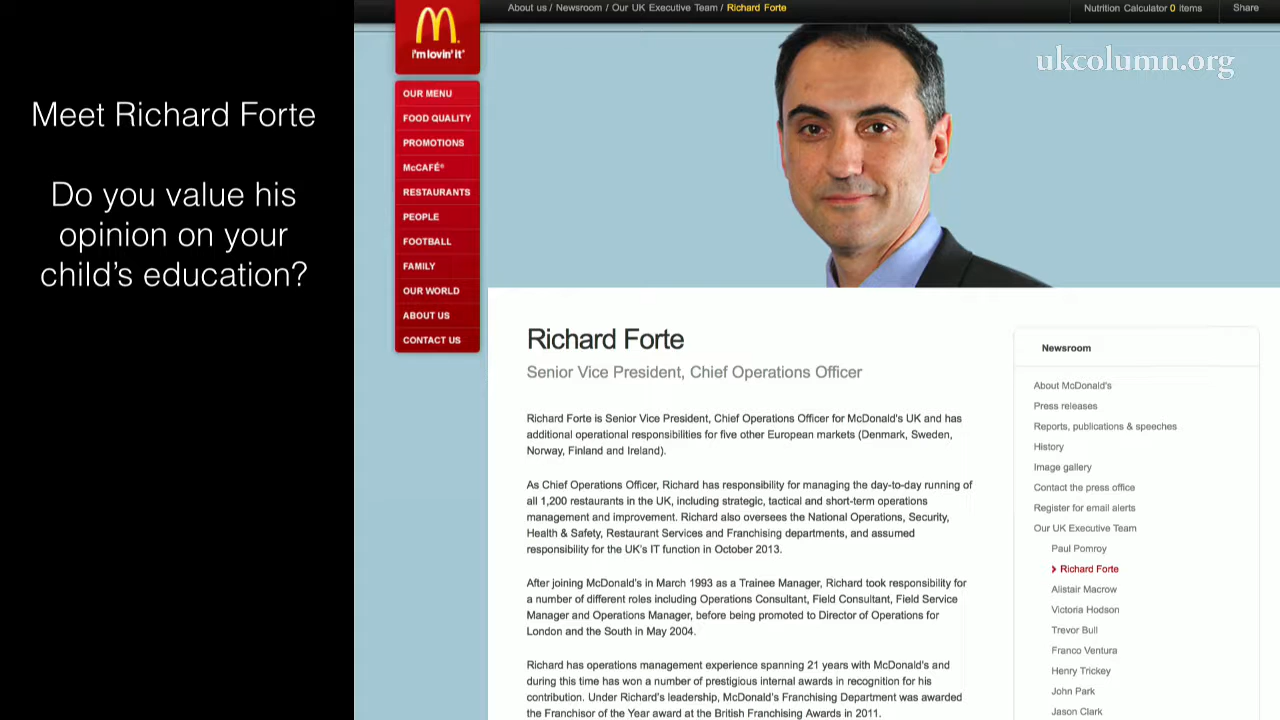 Meet Richard Forte
Do you value his
opinion on your
child's education?
About us / Newsroom / Our UK Executive Team / Richard Forte
Nutrition Calculator 0 items
Share
i'm lovin' it®
ukcolumn.org
OUR MENU
FOOD QUALITY
PROMOTIONS
McCAFÉ®
RESTAURANTS
PEOPLE
FOOTBALL
FAMILY
OUR WORLD
ABOUT US
CONTACT US
Richard Forte
Senior Vice President, Chief Operations Officer
Richard Forte is Senior Vice President, Chief Operations Officer for McDonald's UK and has
additional operational responsibilities for five other European markets (Denmark, Sweden,
Norway, Finland and Ireland).
As Chief Operations Officer, Richard has responsibility for managing the day-to-day running of
all 1,200 restaurants in the UK, including strategic, tactical and short-term operations
management and improvement. Richard also oversees the National Operations, Security,
Health & Safety, Restaurant Services and Franchising departments, and assumed
responsibility for the UK's IT function in October 2013.
After joining McDonald's in March 1993 as a Trainee Manager, Richard took responsibility for
a number of different roles including Operations Consultant, Field Consultant, Field Service
Manager and Operations Manager, before being promoted to Director of Operations for
London and the South in May 2004.
Richard has operations management experience spanning 21 years with McDonald's and
during this time has won a number of prestigious internal awards in recognition for his
contribution. Under Richard's leadership, McDonald's Franchising Department was awarded
the Franchisor of the Year award at the British Franchising Awards in 2011.
Newsroom
About McDonald's
Press releases
Reports, publications & speeches
History
Image gallery
Contact the press office
Register for email alerts
Our UK Executive Team
Paul Pomroy
Richard Forte
Alistair Macrow
Victoria Hodson
Trevor Bull
Franco Ventura
Henry Trickey
John Park
Jason Clark